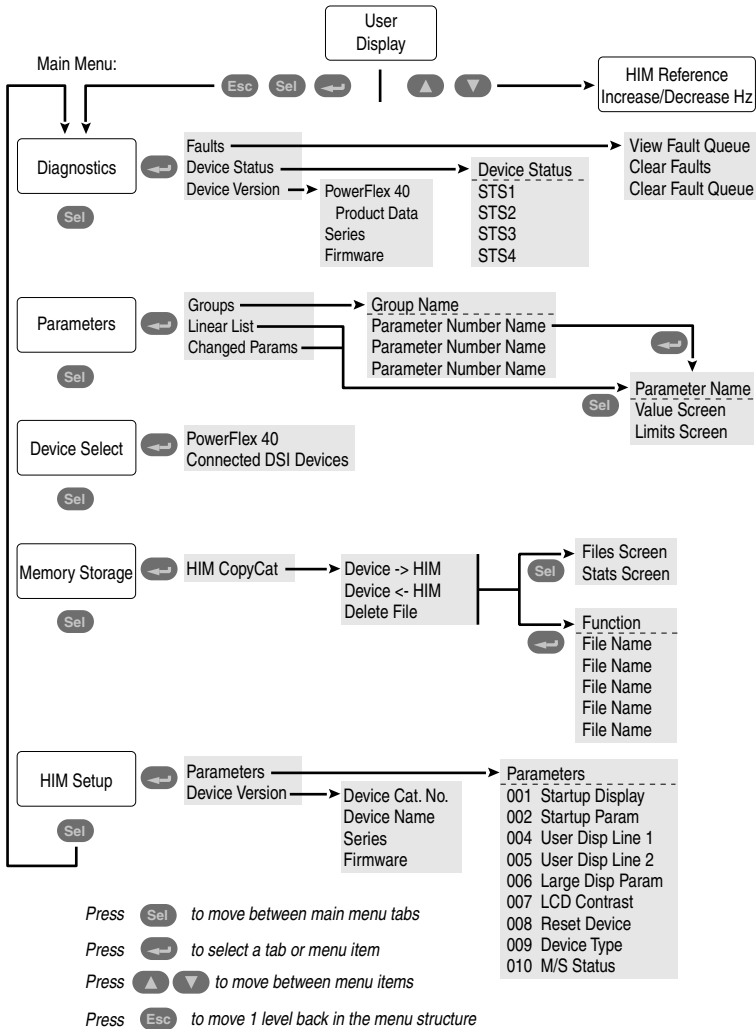 User
Display
Main Menu:
Esc Sel
HIM Reference
Increase/Decrease Hz
Diagnostics
Sel
Faults
Device Status
Device Version
PowerFlex 40
Product Data
Series
Firmware
Device Status
STS1
STS2
STS3
STS4
View Fault Queue
Clear Faults
Clear Fault Queue
Parameters
Sel
Groups
Linear List
Changed Params
Group Name
Parameter Number Name
Parameter Number Name
Parameter Number Name
Sel
Parameter Name
Value Screen
Limits Screen
Device Select
Sel
PowerFlex 40
Connected DSI Devices
Memory Storage
Sel
HIM CopyCat
Device -> HIM
Device <- HIM
Delete File
Sel
Files Screen
Stats Screen
Function
File Name
File Name
File Name
File Name
File Name
HIM Setup
Sel
Parameters
Device Version
Device Cat. No.
Device Name
Series
Firmware
Parameters
001 Startup Display
002 Startup Param
004 User Disp Line 1
005 User Disp Line 2
006 Large Disp Param
007 LCD Contrast
008 Reset Device
009 Device Type
010 M/S Status
Press Sel to move between main menu tabs
Press to select a tab or menu item
Press to move between menu items
Press Esc to move 1 level back in the menu structure